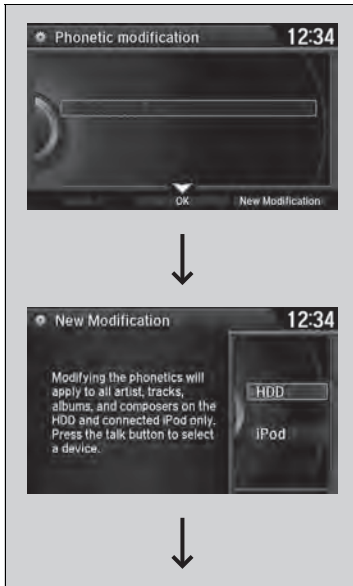 Phonetic modification 12:34
OK New Modification
New Modification 12:34
Modifying the phonetics will
apply to all artist, tracks,
albums, and composers on the
HDD and connected iPod only.
Press the talk button to select
a device.
HDD
iPod